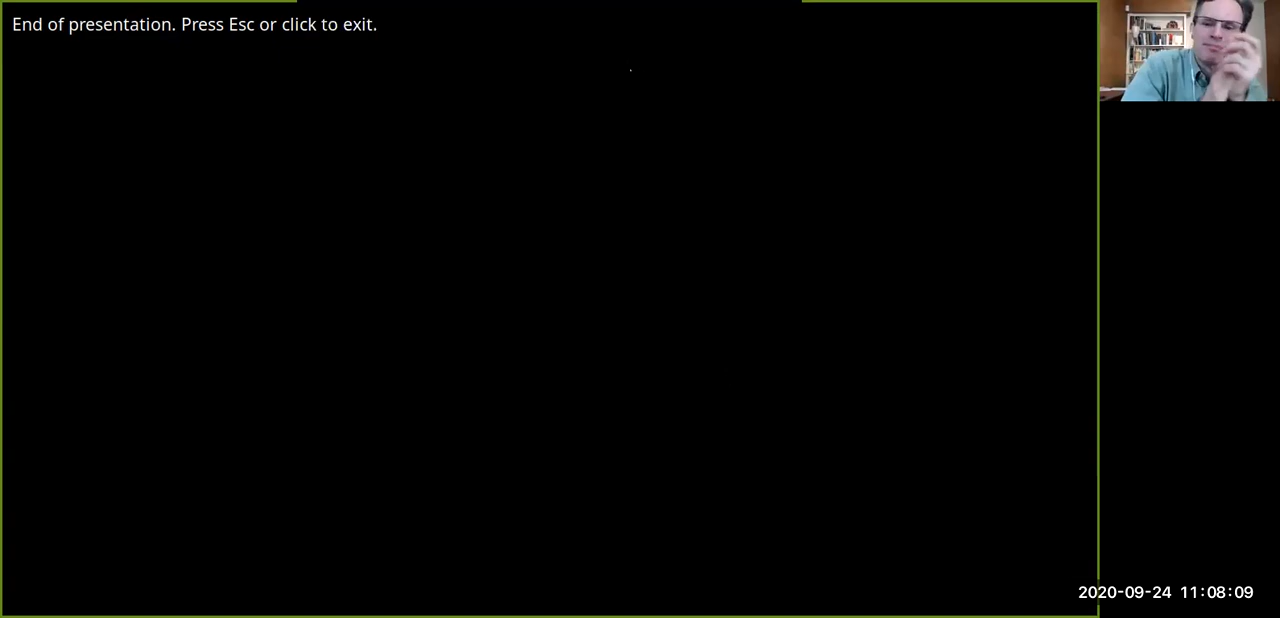 End of presentation. Press Esc or click to exit.
2020-09-24 11:08:09